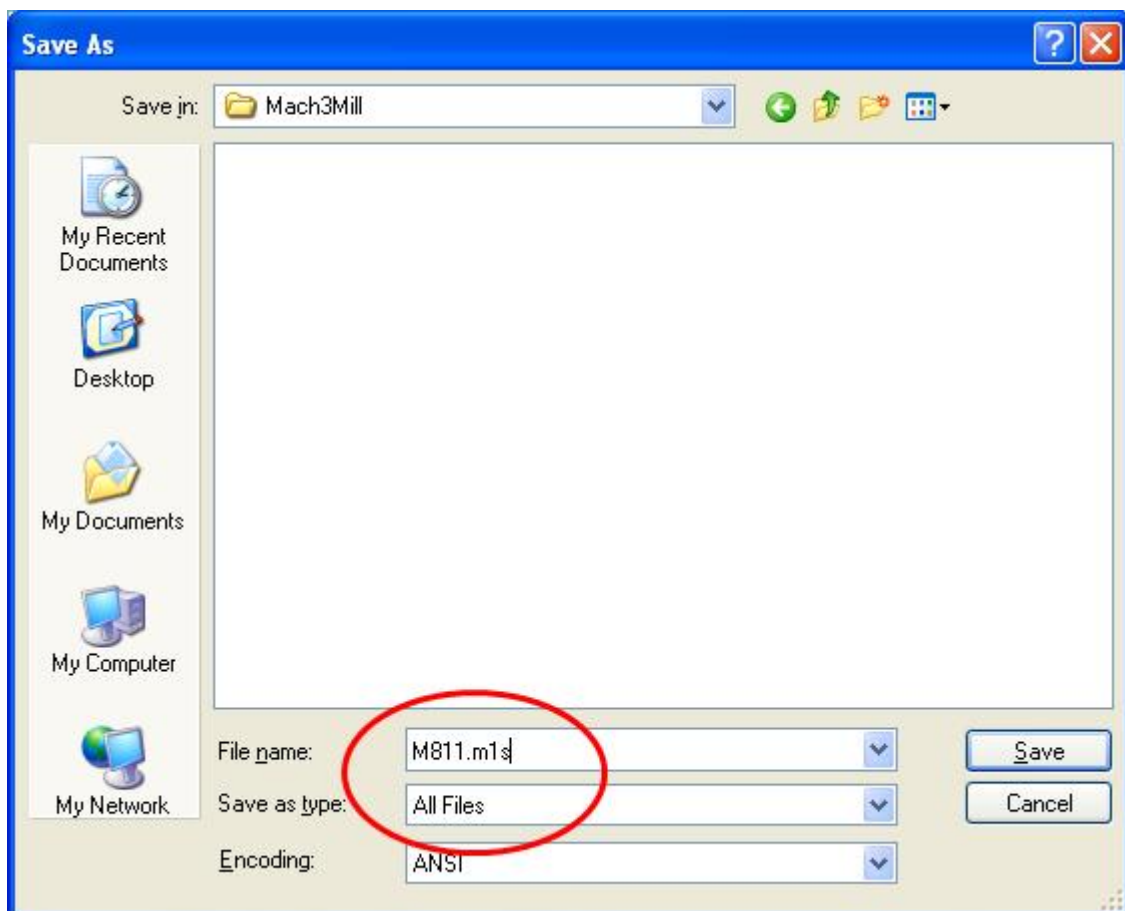 Save As
Save in: Mach3Mill
My Recent
Documents
Desktop
My Documents
My Computer
My Network
File name: M811.m1s
Save
Save as type: All Files
Cancel
Encoding: ANSI